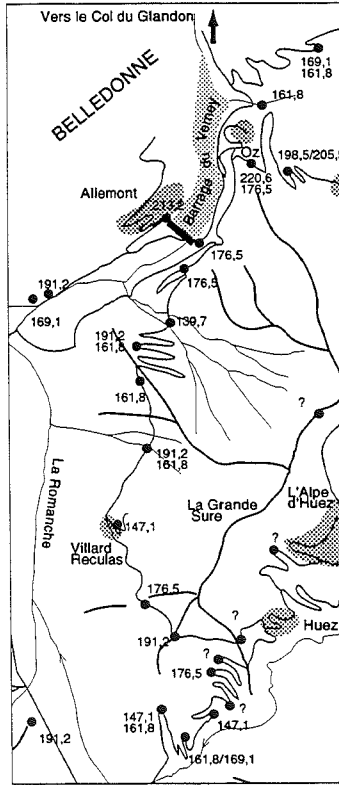 Vers le Col du Glandon
BELLEDONNE
169,1
161,8
161,8
Barrage du Verney
Oz
198,5/205,5
220,6
176,5
Allemont
213,2
176,5
191,2
176,5
169,1
139,7
191,2
161,8
161,8
?
191,2
161,8
La Romanche
L'Alpe
d'Huez
La Grande
Sure
147,1
?
Villard
Reculas
176,5
?
Huez
191,2
?
176,5
?
147,1
161,8
147,1
191,2
161,8/169,1